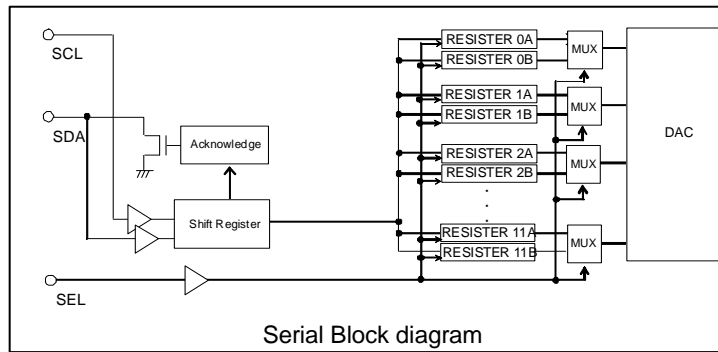 SCL
SDA
SEL
Acknowledge
Shift Register
RESISTER 0A
RESISTER 0B
MUX
RESISTER 1A
RESISTER 1B
MUX
RESISTER 2A
RESISTER 2B
MUX
RESISTER 11A
RESISTER 11B
MUX
DAC
Serial Block diagram